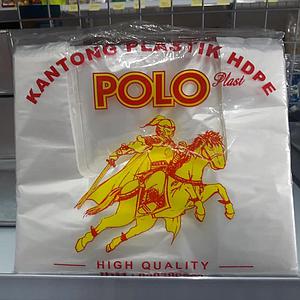 KANTONG PLASTIK HDPE
POLO
Plast
HIGH QUALITY